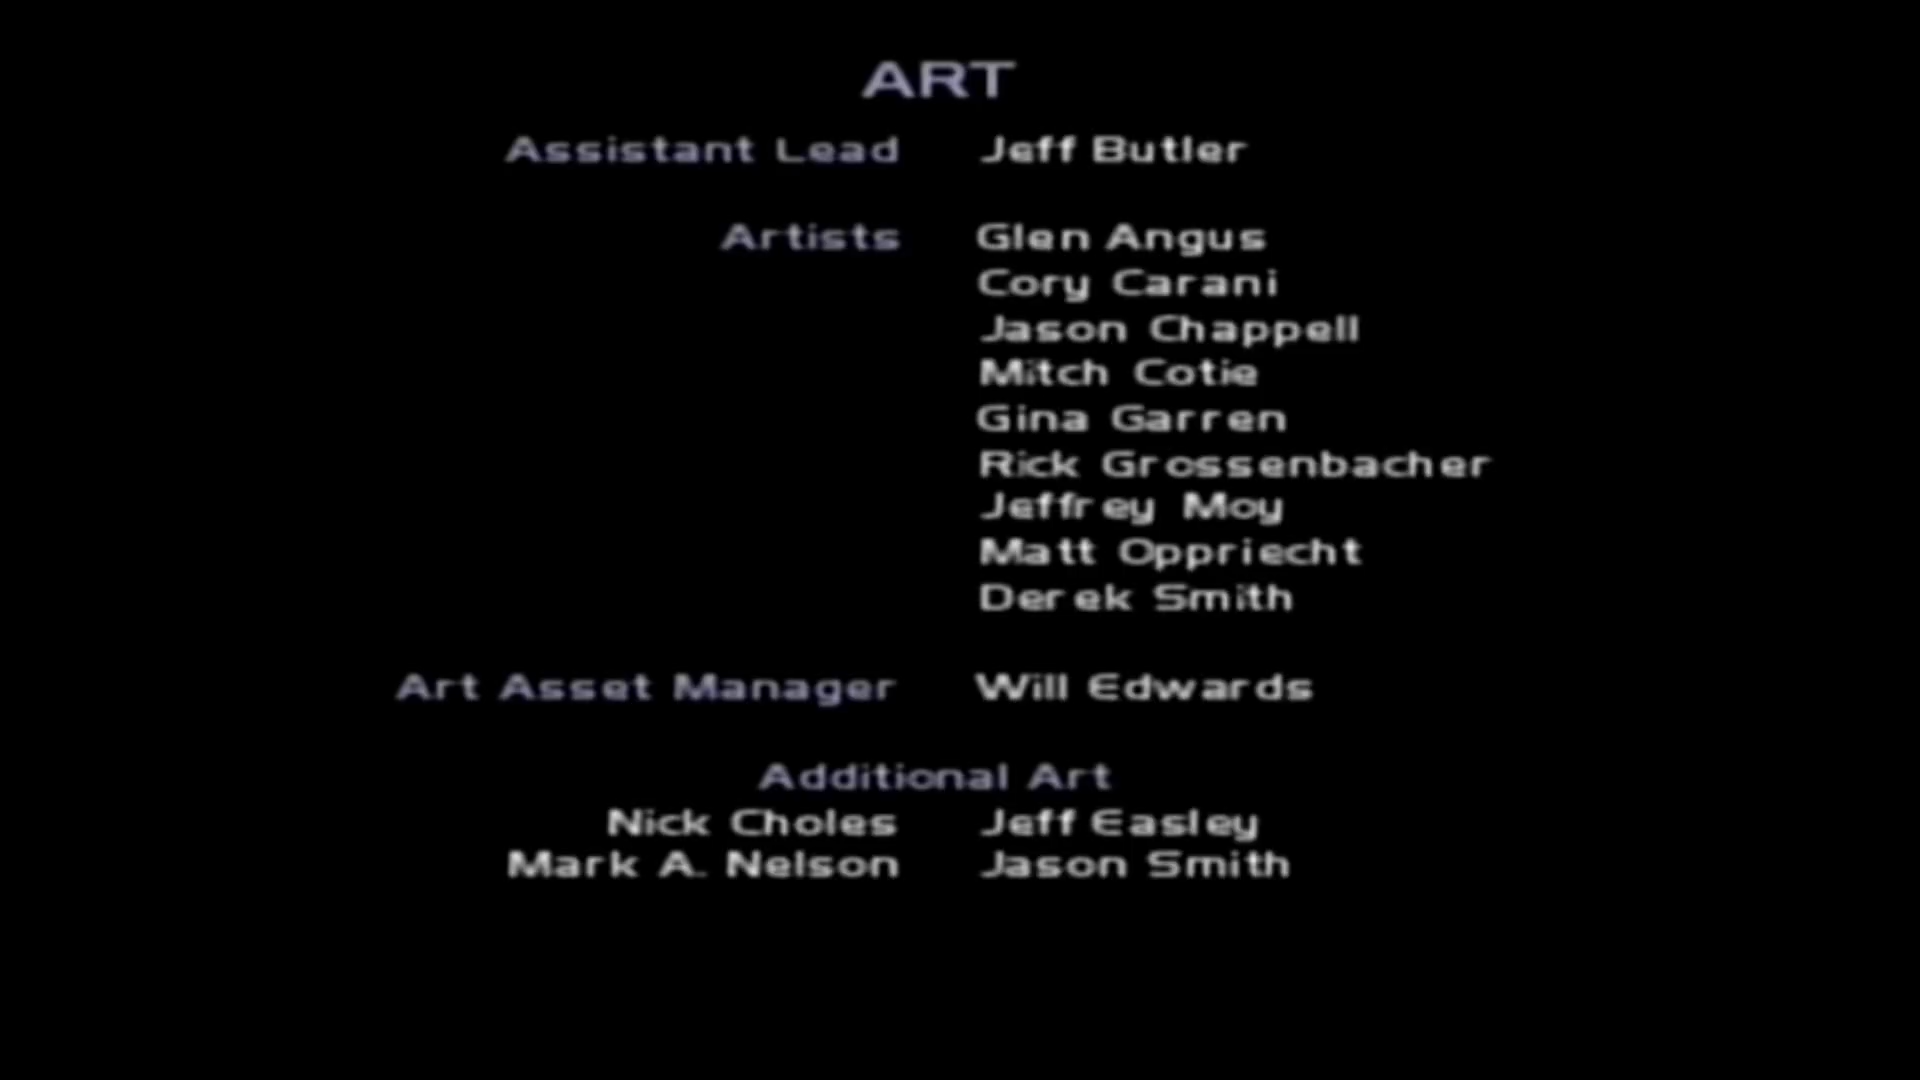 ART
Assistant Lead Jeff Butler
Artists Glen Angus
Cory Carani
Jason Chappell
Mitch Cotie
Gina Garren
Rick Grossenbacher
Jeffrey Moy
Matt Oppriecht
Derek Smith
Art Asset Manager Will Edwards
Additional Art
Nick Choles Jeff Easley
Mark A. Nelson Jason Smith